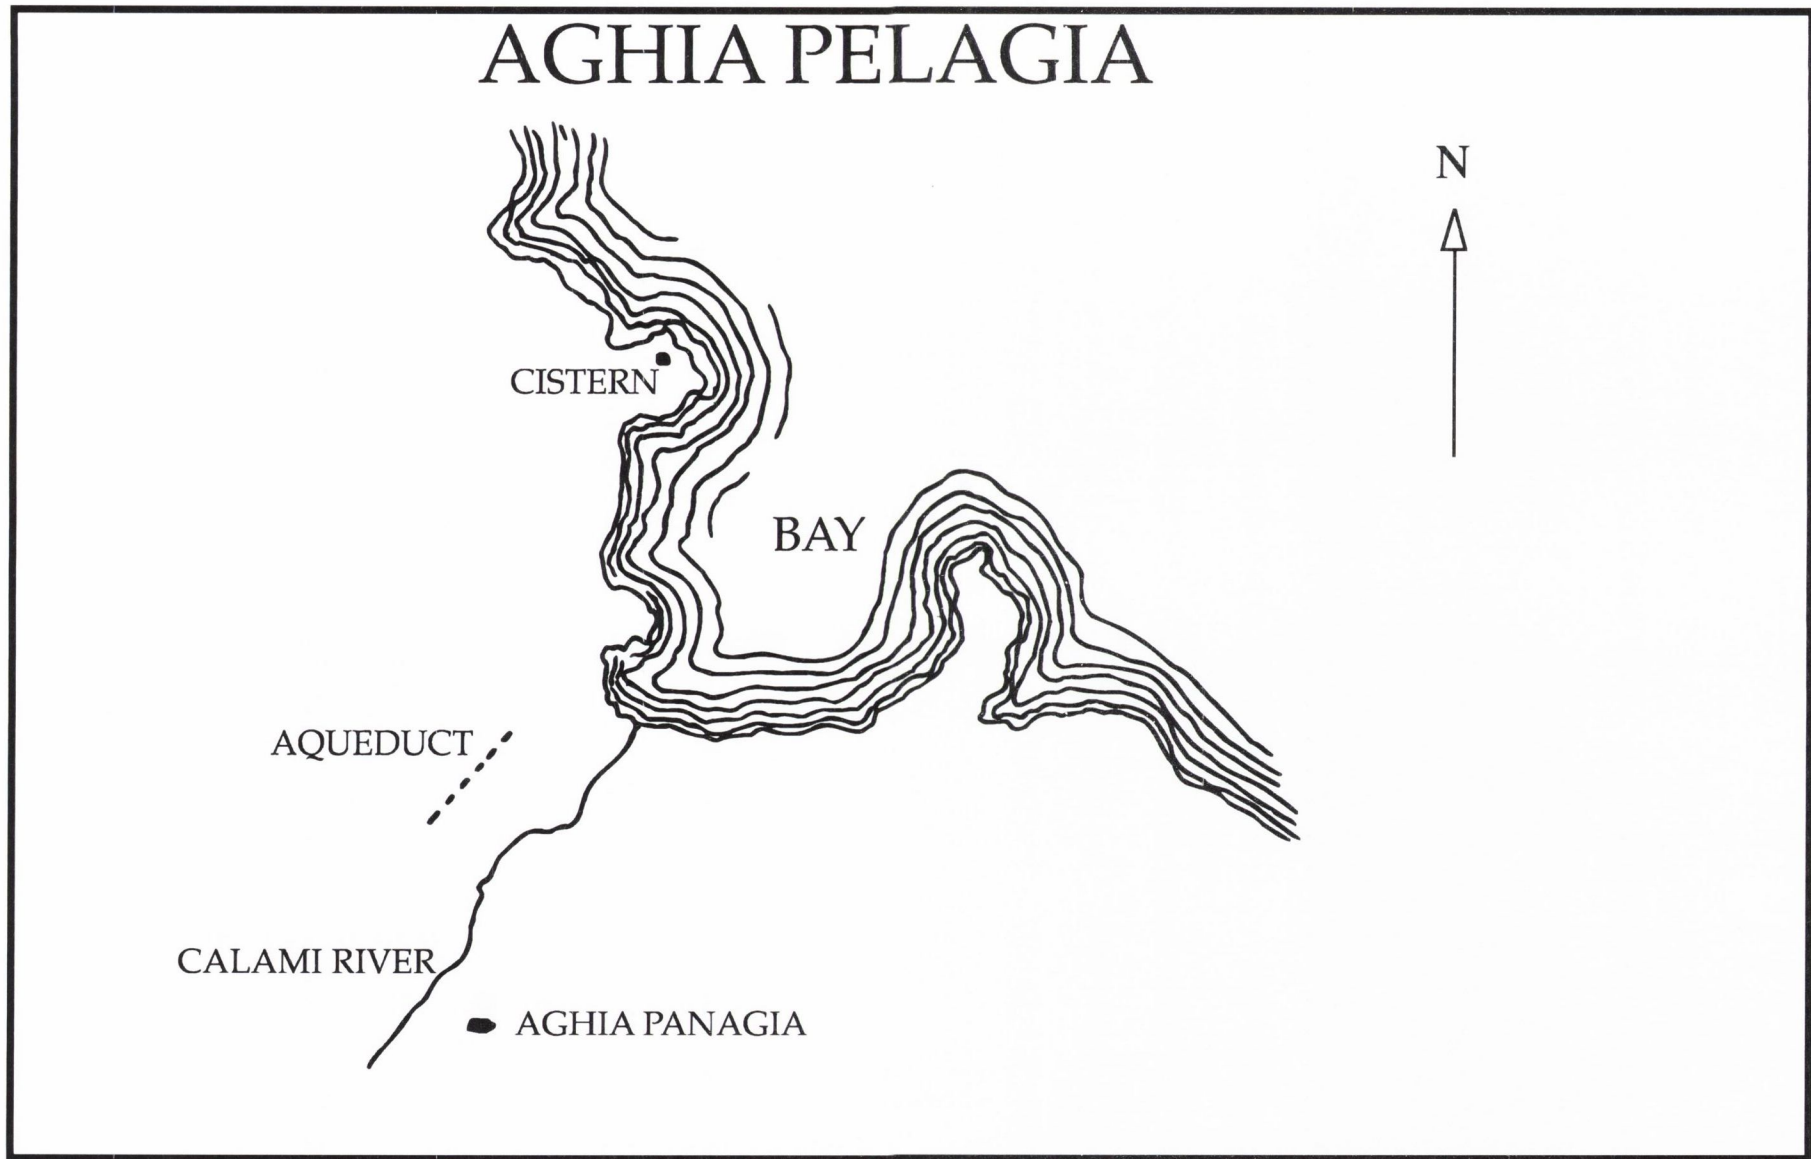 AGHIA PELAGIA
N
CISTERN
BAY
AQUEDUCT
CALAMI RIVER
AGHIA PANAGIA